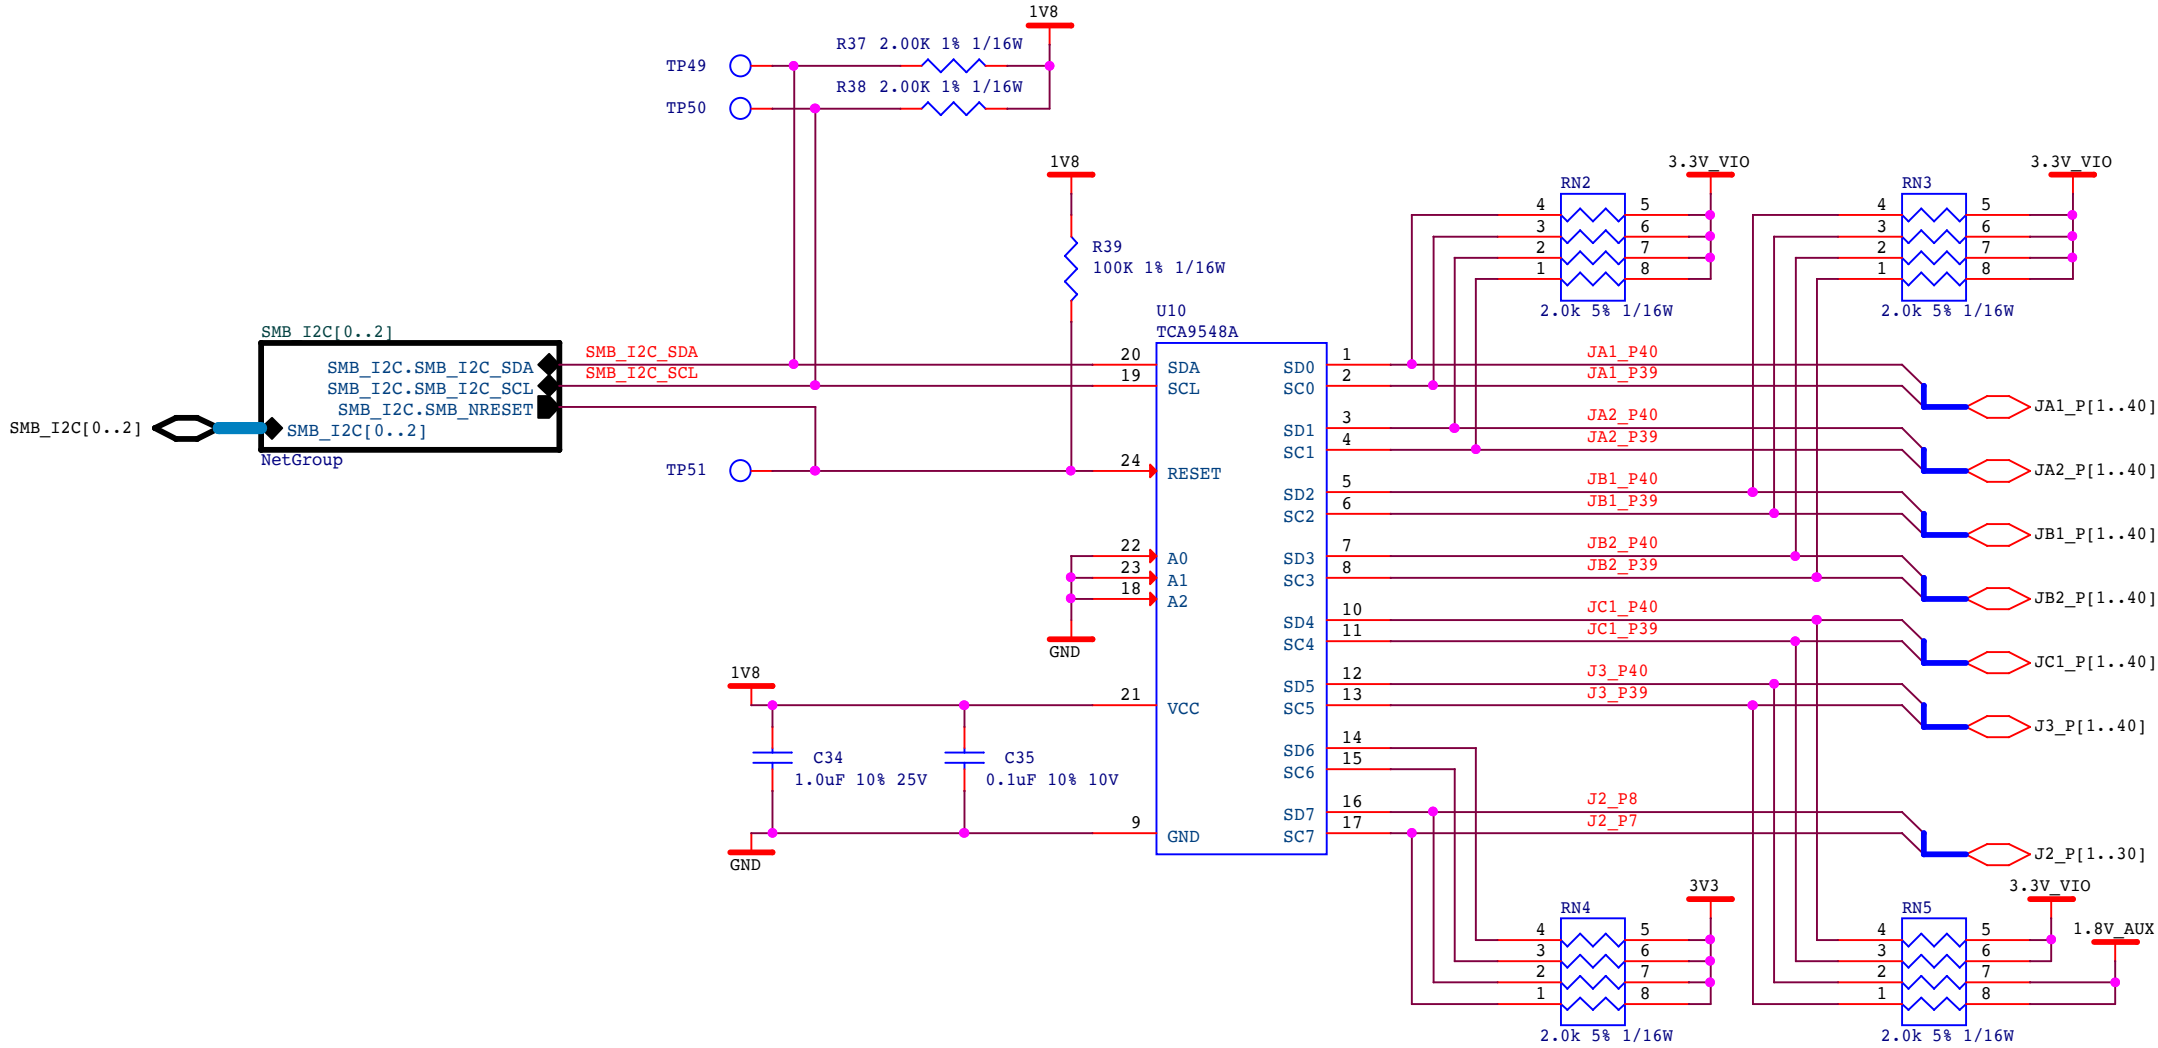 1V8
R37 2.00K 1% 1/16W
TP49
R38 2.00K 1% 1/16W
TP50
1V8
R39
100K 1% 1/16W
3.3V_VIO
RN2
4 5
3 6
2 7
1 8
2.0k 5% 1/16W
3.3V_VIO
RN3
4 5
3 6
2 7
1 8
2.0k 5% 1/16W
SMB_I2C[0..2]
SMB_I2C.SMB_I2C_SDA
SMB_I2C.SMB_I2C_SCL
SMB_I2C.SMB_NRESET
SMB_I2C[0..2]
SMB_I2C[0..2]
NetGroup
SMB_I2C_SDA
SMB_I2C_SCL
TP51
U10
TCA9548A
20 SDA
19 SCL
24 RESET
22 A0
23 A1
18 A2
GND
1V8
21 VCC
C34
1.0uF 10% 25V
C35
0.1uF 10% 10V
9 GND
GND
SD0 1 JA1_P40
SC0 2 JA1_P39
JA1_P[1..40]
SD1 3 JA2_P40
SC1 4 JA2_P39
JA2_P[1..40]
SD2 5 JB1_P40
SC2 6 JB1_P39
JB1_P[1..40]
SD3 7 JB2_P40
SC3 8 JB2_P39
JB2_P[1..40]
SD4 10 JC1_P40
SC4 11 JC1_P39
JC1_P[1..40]
SD5 12 J3_P40
SC5 13 J3_P39
J3_P[1..40]
SD6 14
SC6 15
SD7 16 J2_P8
SC7 17 J2_P7
J2_P[1..30]
3V3
RN4
4 5
3 6
2 7
1 8
2.0k 5% 1/16W
3.3V_VIO
RN5
1.8V_AUX
4 5
3 6
2 7
1 8
2.0k 5% 1/16W